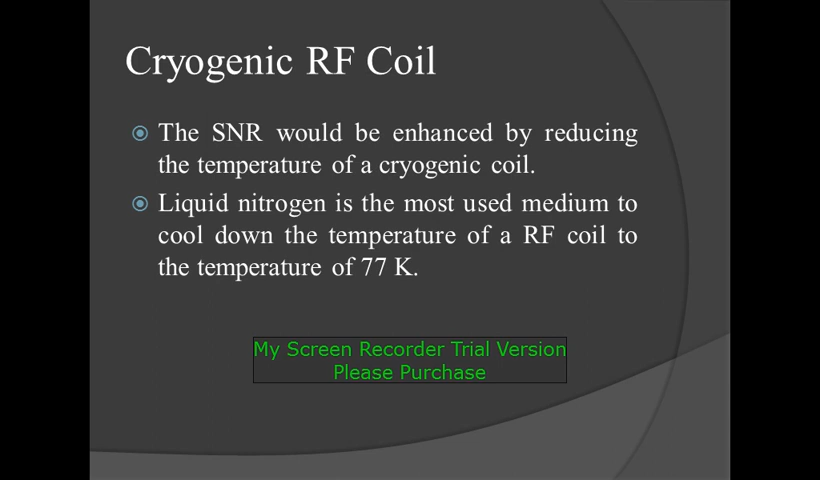 Cryogenic RF Coil
The SNR would be enhanced by reducing
the temperature of a cryogenic coil.
Liquid nitrogen is the most used medium to
cool down the temperature of a RF coil to
the temperature of 77 K.
My Screen Recorder Trial Version
Please Purchase